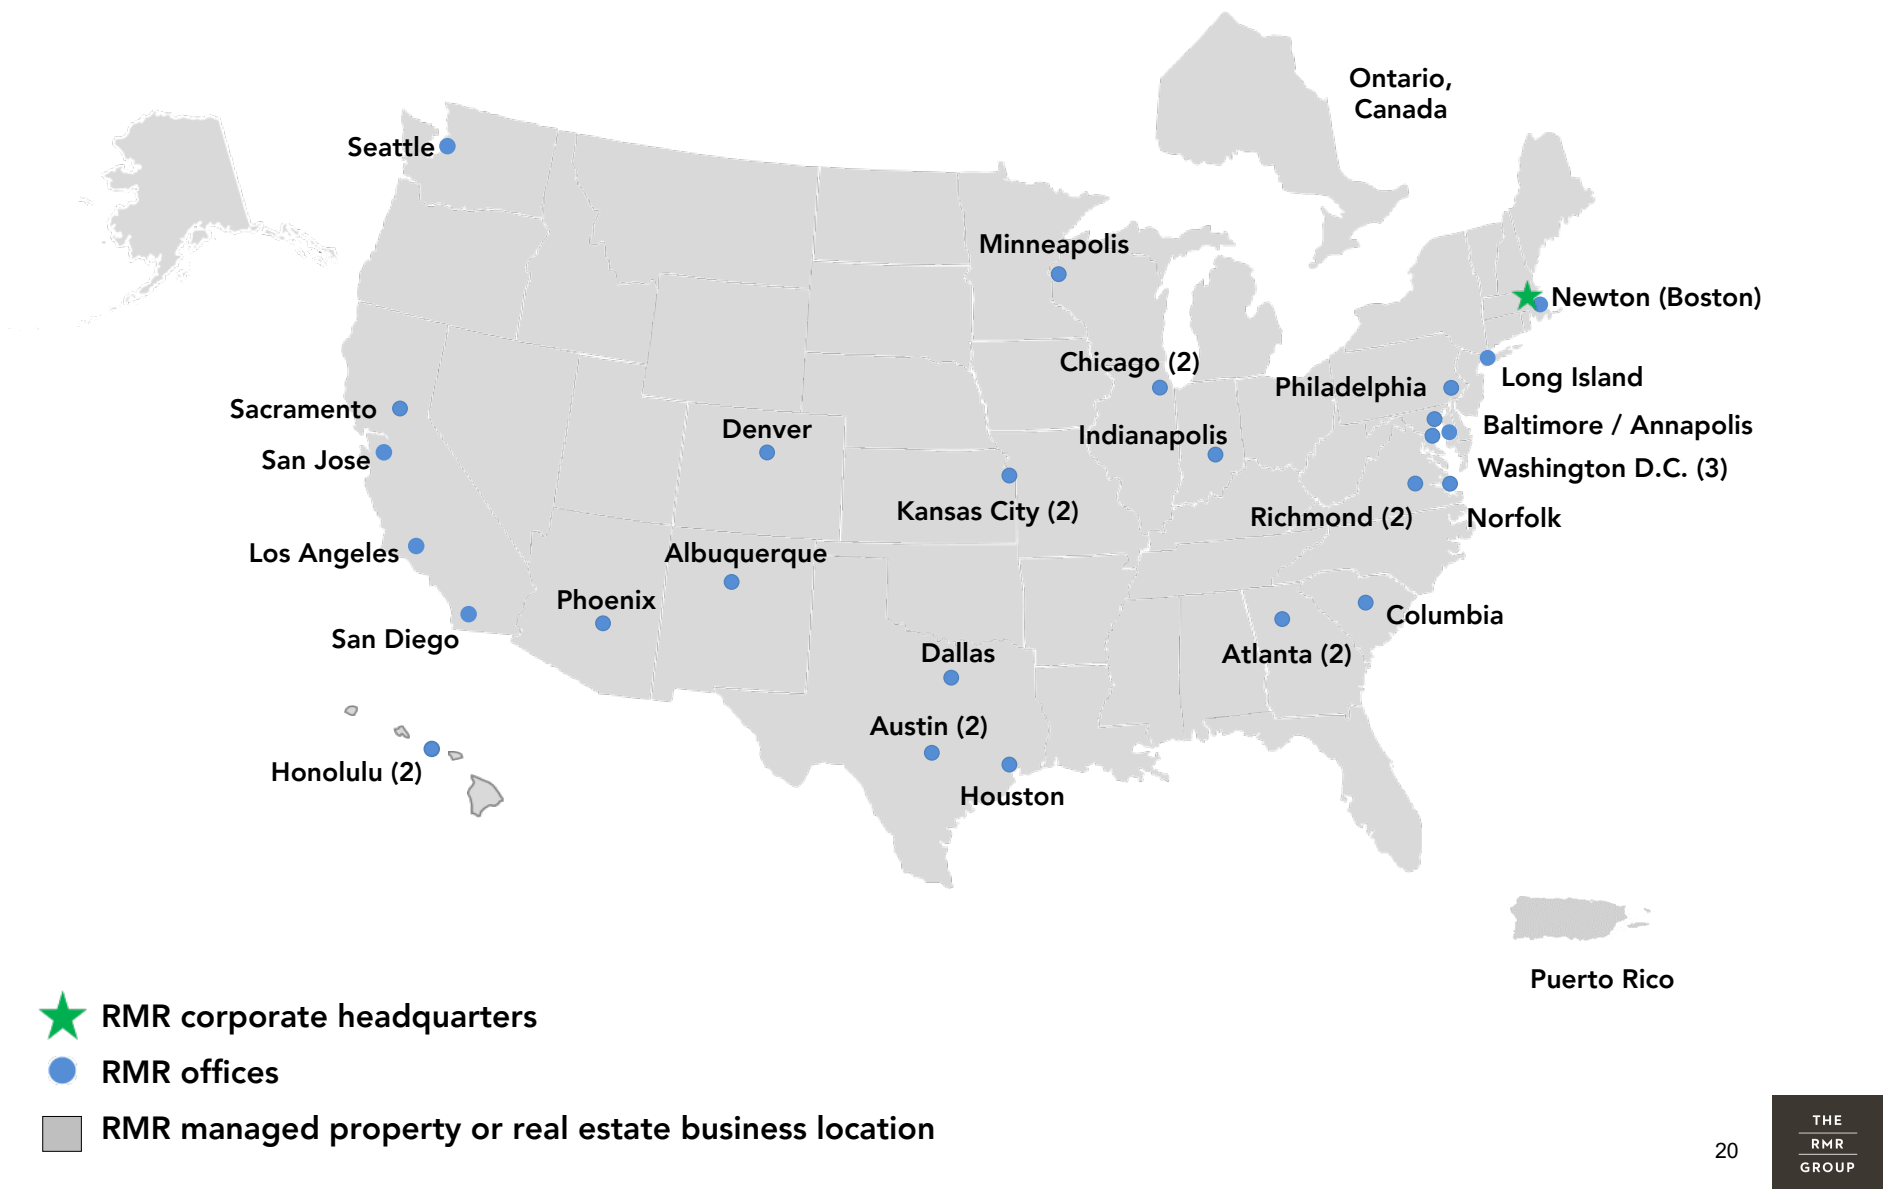 Ontario,
Canada
Seattle
Minneapolis
Newton (Boston)
Chicago (2)
Long Island
Philadelphia
Sacramento
Baltimore / Annapolis
Denver
Indianapolis
San Jose
Washington D.C. (3)
Kansas City (2)
Richmond (2)
Norfolk
Los Angeles
Albuquerque
Phoenix
Columbia
San Diego
Dallas
Atlanta (2)
Austin (2)
Honolulu (2)
Houston
Puerto Rico
RMR corporate headquarters
RMR offices
RMR managed property or real estate business location
20
THE
RMR
GROUP